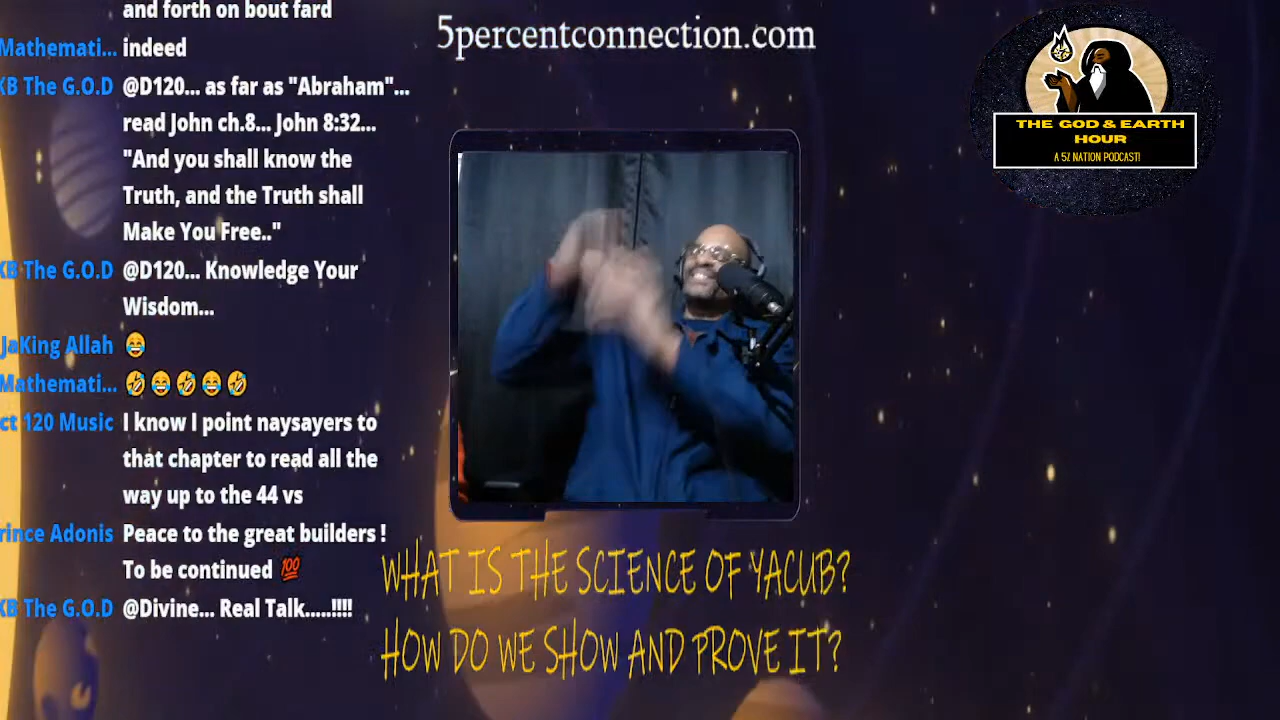 and forth on bout fard
Mathemati... indeed
KB The G.O.D @D120... as far as "Abraham"...
read John ch.8... John 8:32...
"And you shall know the
Truth, and the Truth shall
Make You Free.."
KB The G.O.D @D120... Knowledge Your
Wisdom...
JaKing Allah 😂
Mathemati... 🤣😂🤣😂🤣
ct 120 Music I know I point naysayers to
that chapter to read all the
way up to the 44 vs
rince Adonis Peace to the great builders !
To be continued 💯
KB The G.O.D @Divine... Real Talk.....!!!!
5percentconnection.com
THE GOD & EARTH
HOUR
A 5% NATION PODCAST!
WHAT IS THE SCIENCE OF YACUB?
HOW DO WE SHOW AND PROVE IT?